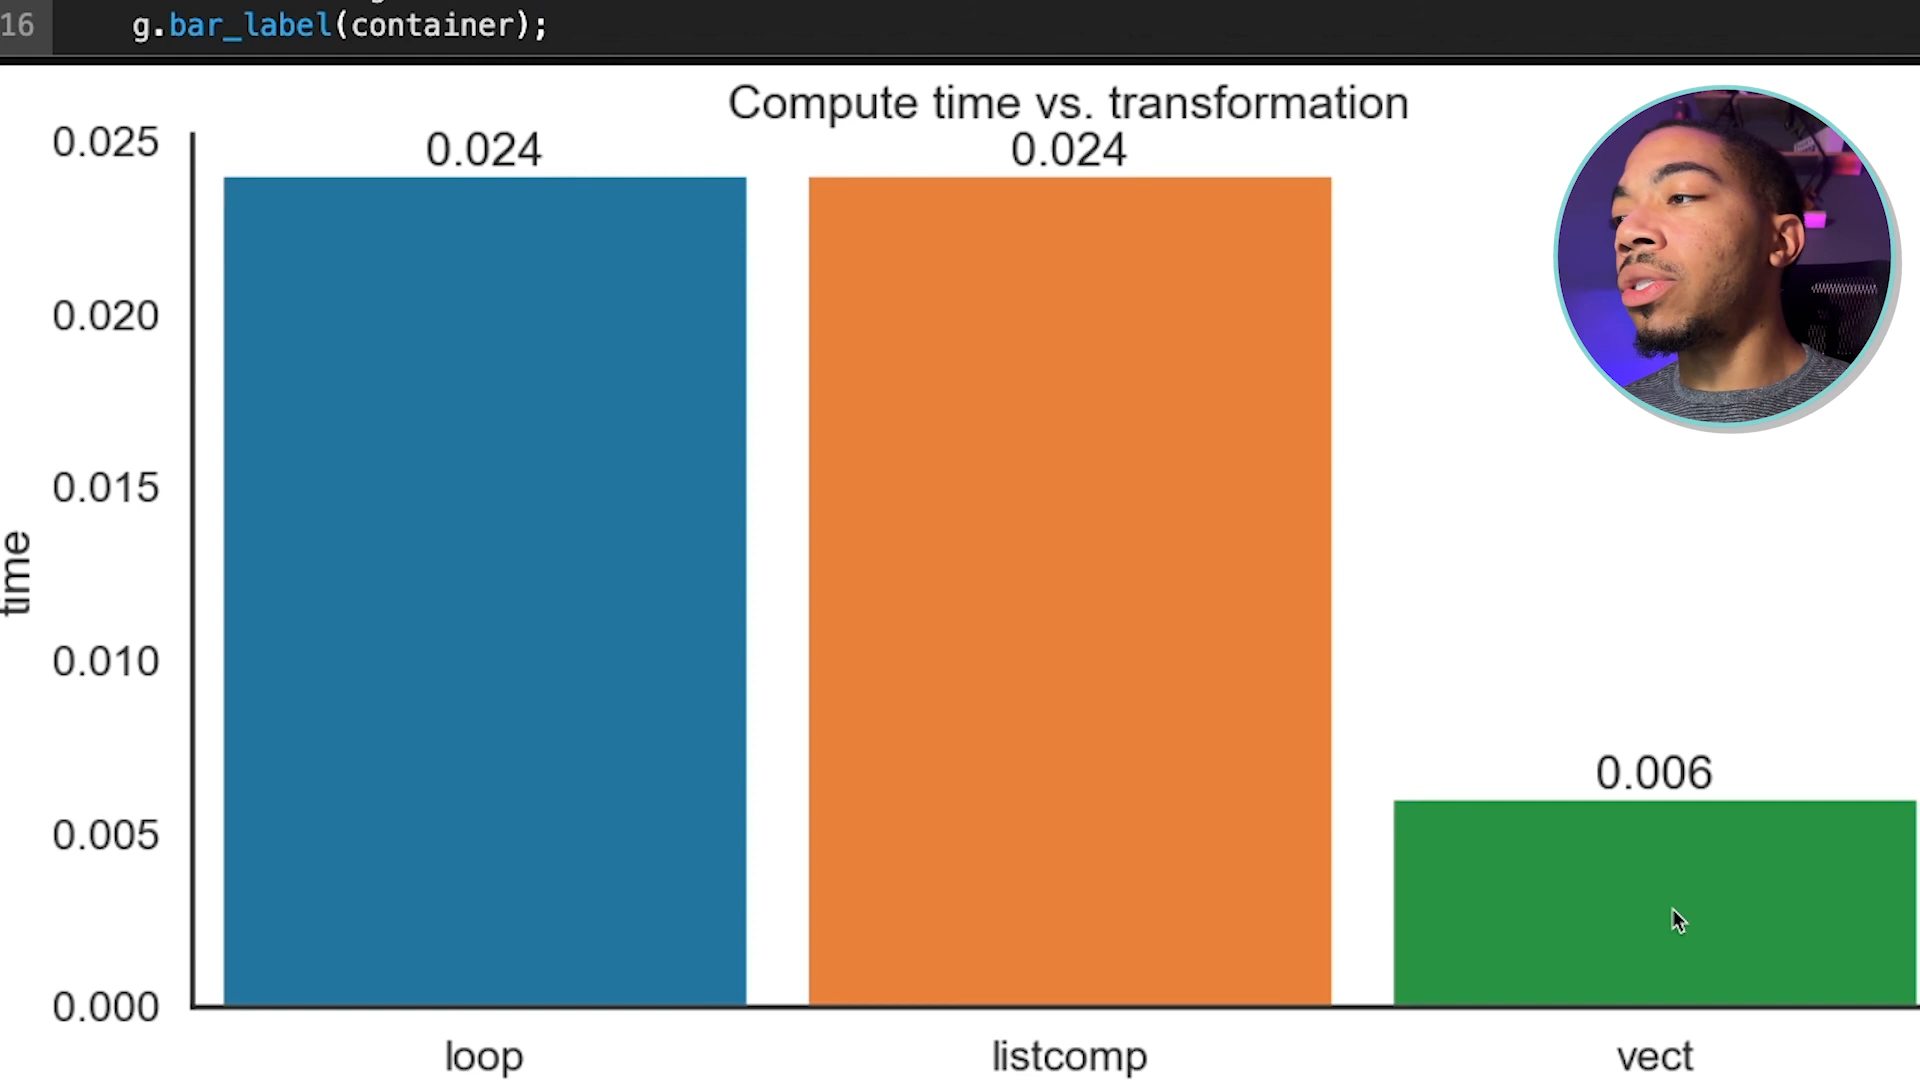 16 g.bar_label(container);
Compute time vs. transformation
0.025
0.024
0.024
0.020
0.015
time
0.010
0.006
0.005
0.000
loop
listcomp
vect